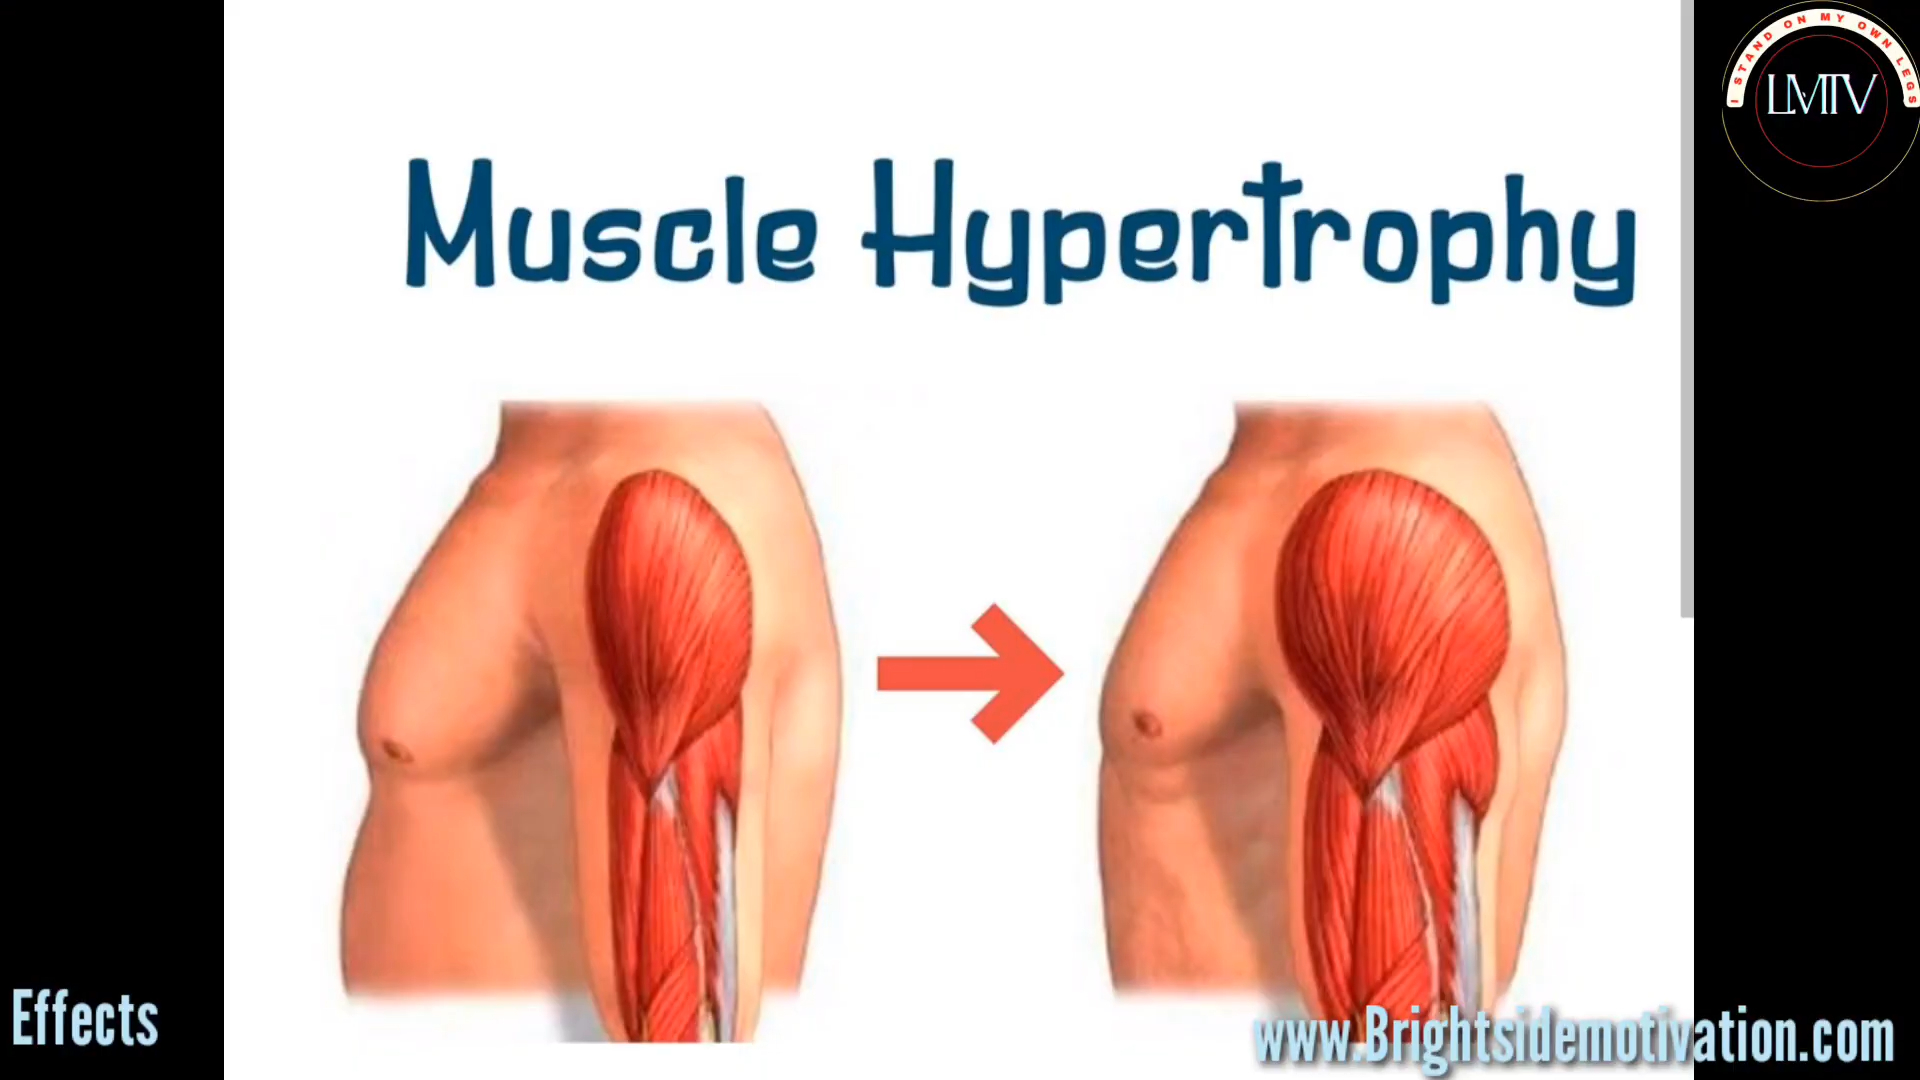 I STAND ON MY OWN LEGS
LMTV
Muscle Hypertrophy
Effects
www.Brightsidemotivation.com